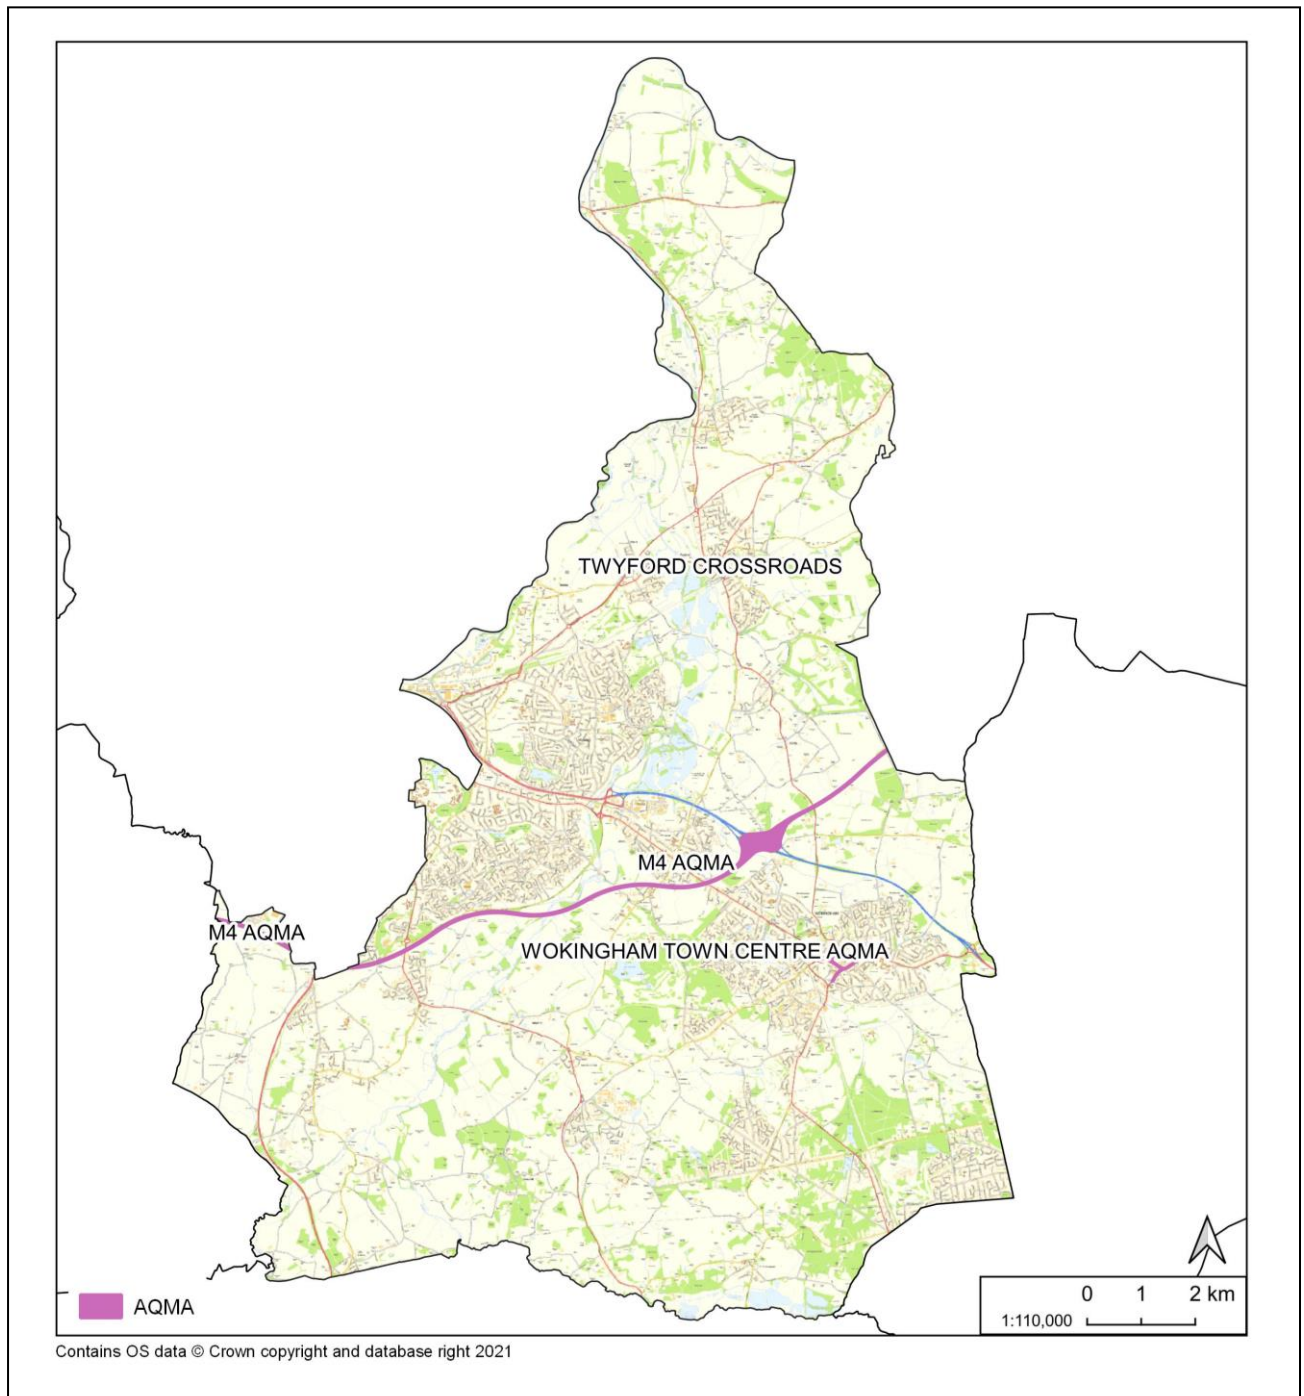 TWYFORD CROSSROADS
M4 AQMA
M4 AQMA
WOKINGHAM TOWN CENTRE AQMA
AQMA
0 1 2 km
1:110,000
Contains OS data © Crown copyright and database right 2021